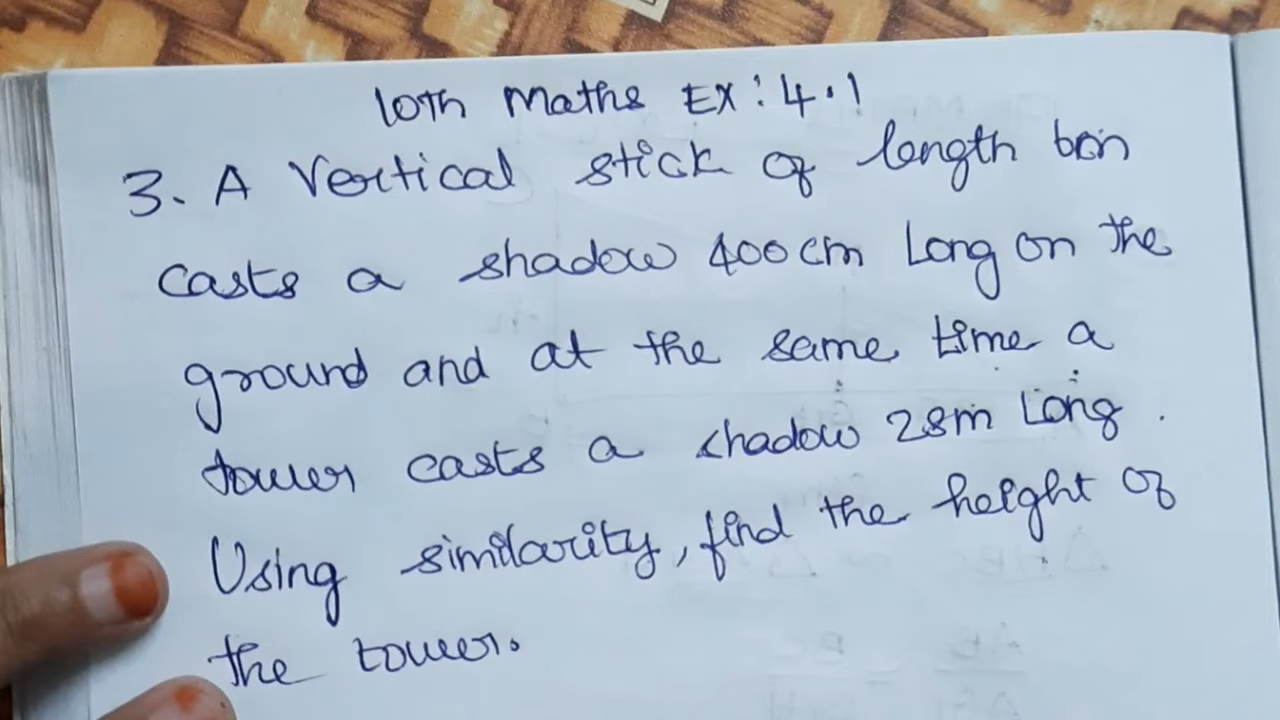 10Th Maths EX: 4.1
3. A Vertical stick of length 6m
casts a shadow 400cm Long on the
ground and at the same time a
tower casts a shadow 28m Long.
Using similarity, find the height of
the tower.